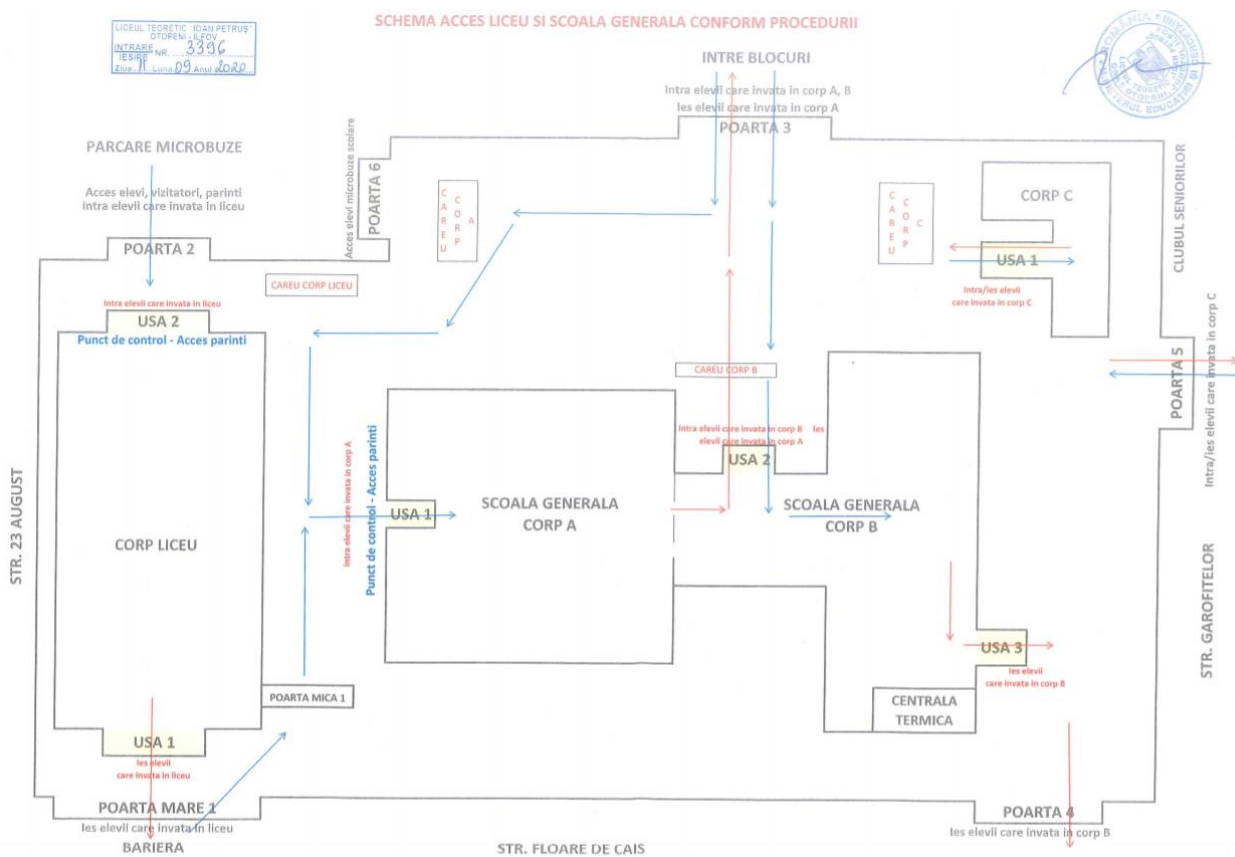 SCHEMA ACCES LICEU SI SCOALA GENERALA CONFORM PROCEDURII
LICEUL TEORETIC "IOAN PETRUȘ"
OTOPENI - ILFOV
INTRARE
IESIRE
NR. 3396
Ziua 11 Luna 09 Anul 2020
ROMÂNIA
INTRE BLOCURI
Intra elevii care invata in corp A, B
Ies elevii care invata in corp A
POARTA 3
PARCARE MICROBUZE
Acces elevi, vizitatori, parinti
Intra elevii care invata in liceu
POARTA 2
Acces elevi microbuze scolare
POARTA 6
CAREU
CORP
A
CAREU
CORP
C
CORP C
USA 1
Intra/ies elevii
care invata in corp C
CLUBUL SENIORILOR
CAREU CORP LICEU
Intra elevii care invata in liceu
USA 2
Punct de control - Acces parinti
POARTA 5
Intra/ies elevii care invata in corp C
CAREU CORP B
Intra elevii care invata in corp B Ies
elevii care invata in corp A
USA 2
STR. 23 AUGUST
CORP LICEU
Intra elevii care invata in corp A
Punct de control - Acces parinti
USA 1
SCOALA GENERALA
CORP A
SCOALA GENERALA
CORP B
STR. GAROFITELOR
USA 3
Ies elevii
care invata in corp B
POARTA MICA 1
CENTRALA
TERMICA
USA 1
Ies elevii
care invata in liceu
POARTA MARE 1
Ies elevii care invata in liceu
BARIERA
POARTA 4
Ies elevii care invata in corp B
STR. FLOARE DE CAIS